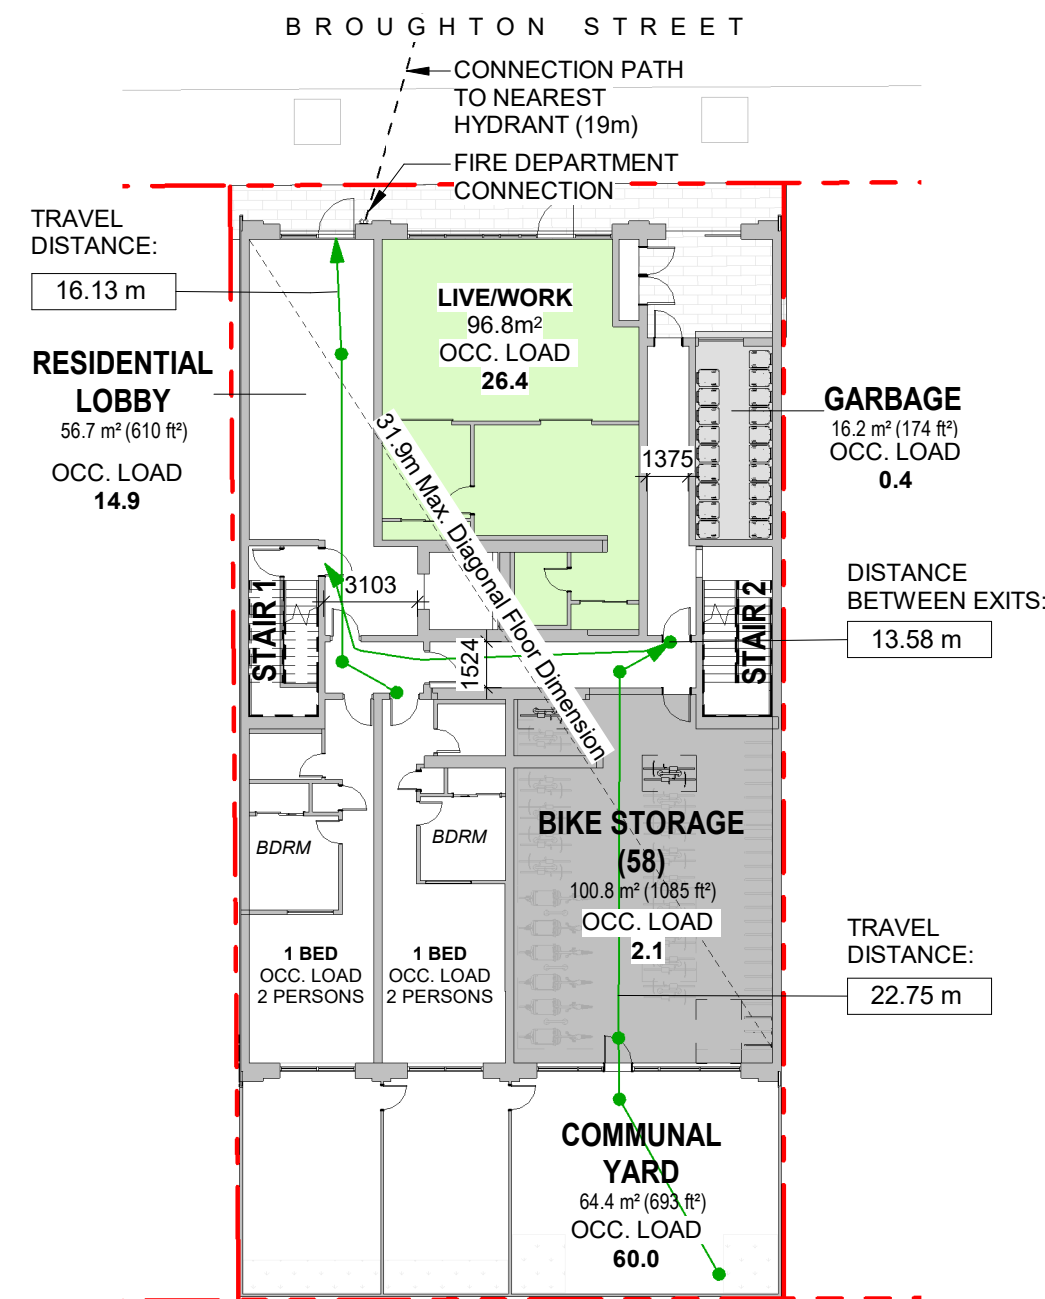 BROUGHTON STREET
CONNECTION PATH
TO NEAREST
HYDRANT (19m)
FIRE DEPARTMENT
CONNECTION
TRAVEL
DISTANCE:
16.13 m
RESIDENTIAL
LOBBY
56.7 m² (610 ft²)
OCC. LOAD
14.9
LIVE/WORK
96.8m²
OCC. LOAD
26.4
GARBAGE
16.2 m² (174 ft²)
OCC. LOAD
0.4
1375
31.9m Max. Diagonal Floor Dimension
3103
1524
STAIR 1
STAIR 2
DISTANCE
BETWEEN EXITS:
13.58 m
BDRM
BDRM
BIKE STORAGE
(58)
100.8 m² (1085 ft²)
OCC. LOAD
2.1
1 BED
OCC. LOAD
2 PERSONS
1 BED
OCC. LOAD
2 PERSONS
TRAVEL
DISTANCE:
22.75 m
COMMUNAL
YARD
64.4 m² (693 ft²)
OCC. LOAD
60.0